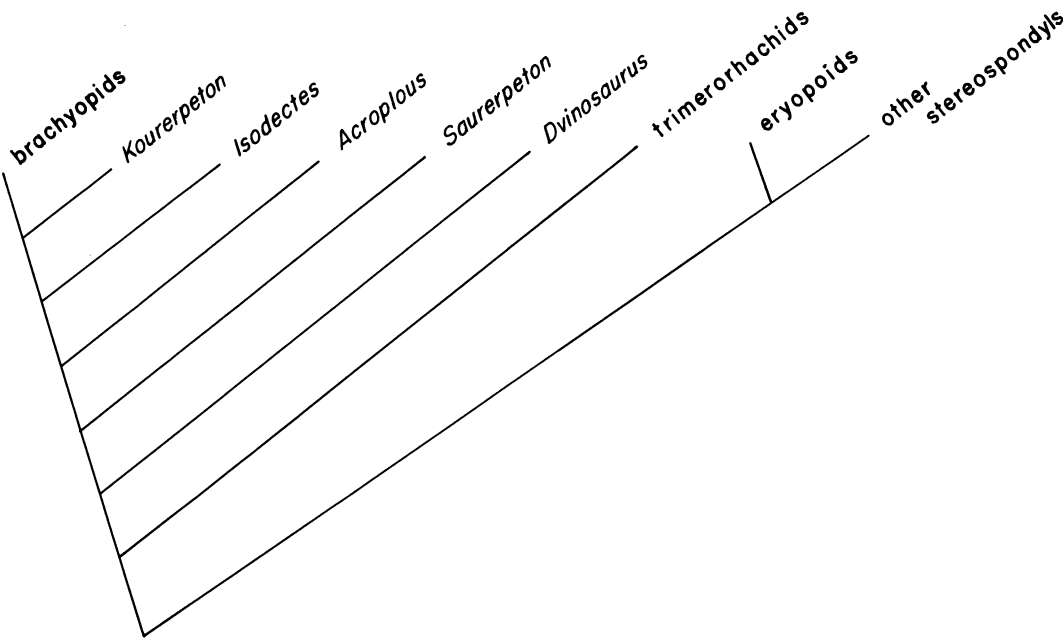 brachyopids
Kourerpeton
Isodectes
Acroplous
Saurerpeton
Dvinosaurus
trimerorhachids
eryopoids
other
stereospondyls